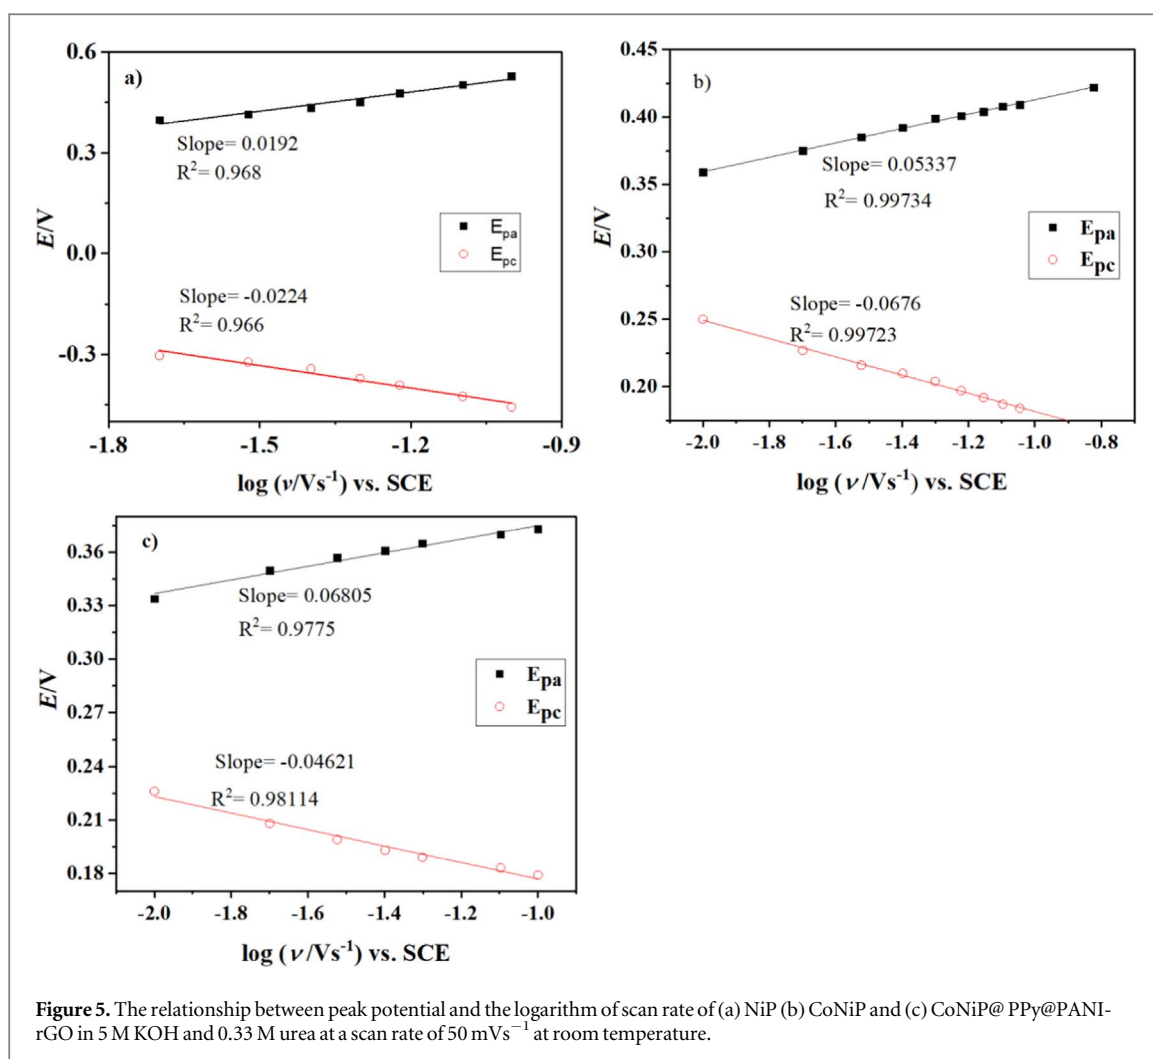 a)
0.6
0.3
0.0
-0.3
E/V
Slope= 0.0192
R²= 0.968
E_pa
E_pc
Slope= -0.0224
R²= 0.966
-1.8 -1.5 -1.2 -0.9
log (ν/Vs⁻¹) vs. SCE
b)
0.45
0.40
0.35
0.30
0.25
0.20
E/V
Slope= 0.05337
R²= 0.99734
E_pa
E_pc
Slope= -0.0676
R²= 0.99723
-2.0 -1.8 -1.6 -1.4 -1.2 -1.0 -0.8
log (ν /Vs⁻¹) vs. SCE
c)
0.36
0.33
0.30
0.27
0.24
0.21
0.18
E/V
Slope= 0.06805
R²= 0.9775
E_pa
E_pc
Slope= -0.04621
R²= 0.98114
-2.0 -1.8 -1.6 -1.4 -1.2 -1.0
log (ν /Vs⁻¹) vs. SCE
Figure 5. The relationship between peak potential and the logarithm of scan rate of (a) NiP (b) CoNiP and (c) CoNiP@ PPy@PANI-
rGO in 5 M KOH and 0.33 M urea at a scan rate of 50 mVs⁻¹ at room temperature.